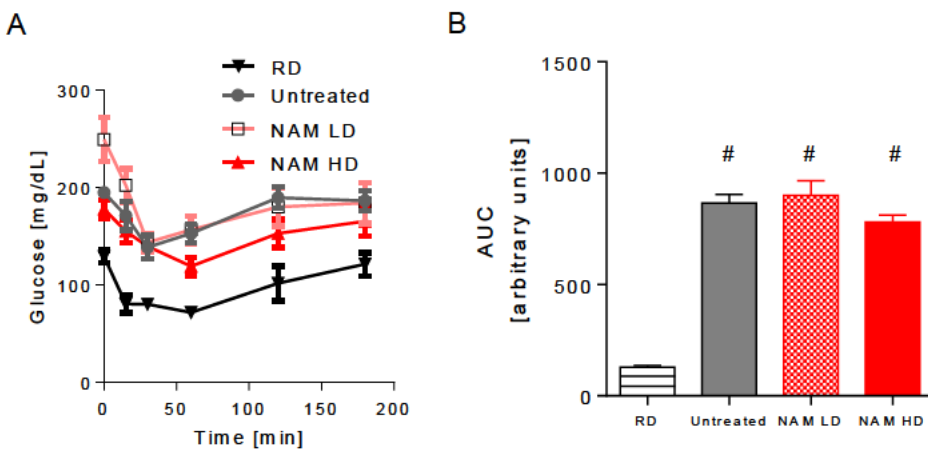 A
RD
Untreated
NAM LD
NAM HD
Glucose [mg/dL]
300
200
100
0
0
50
100
150
200
Time [min]
B
AUC
[arbitrary units]
1500
1000
500
0
#
#
#
RD
Untreated
NAM LD
NAM HD